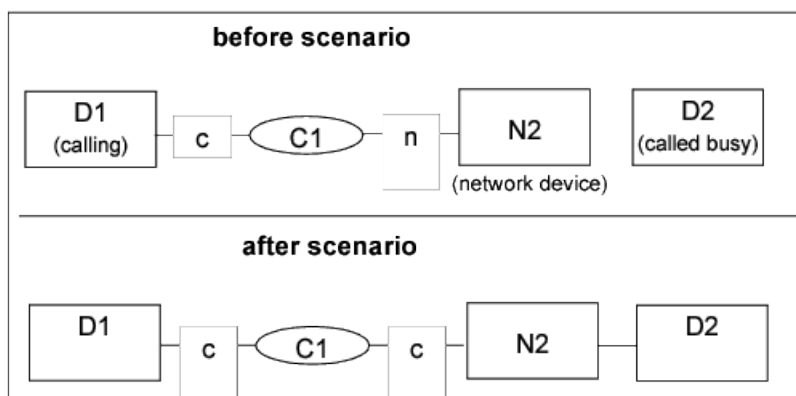 before scenario
D1
(calling)
c
C1
n
N2
(network device)
D2
(called busy)
after scenario
D1
c
C1
c
N2
D2